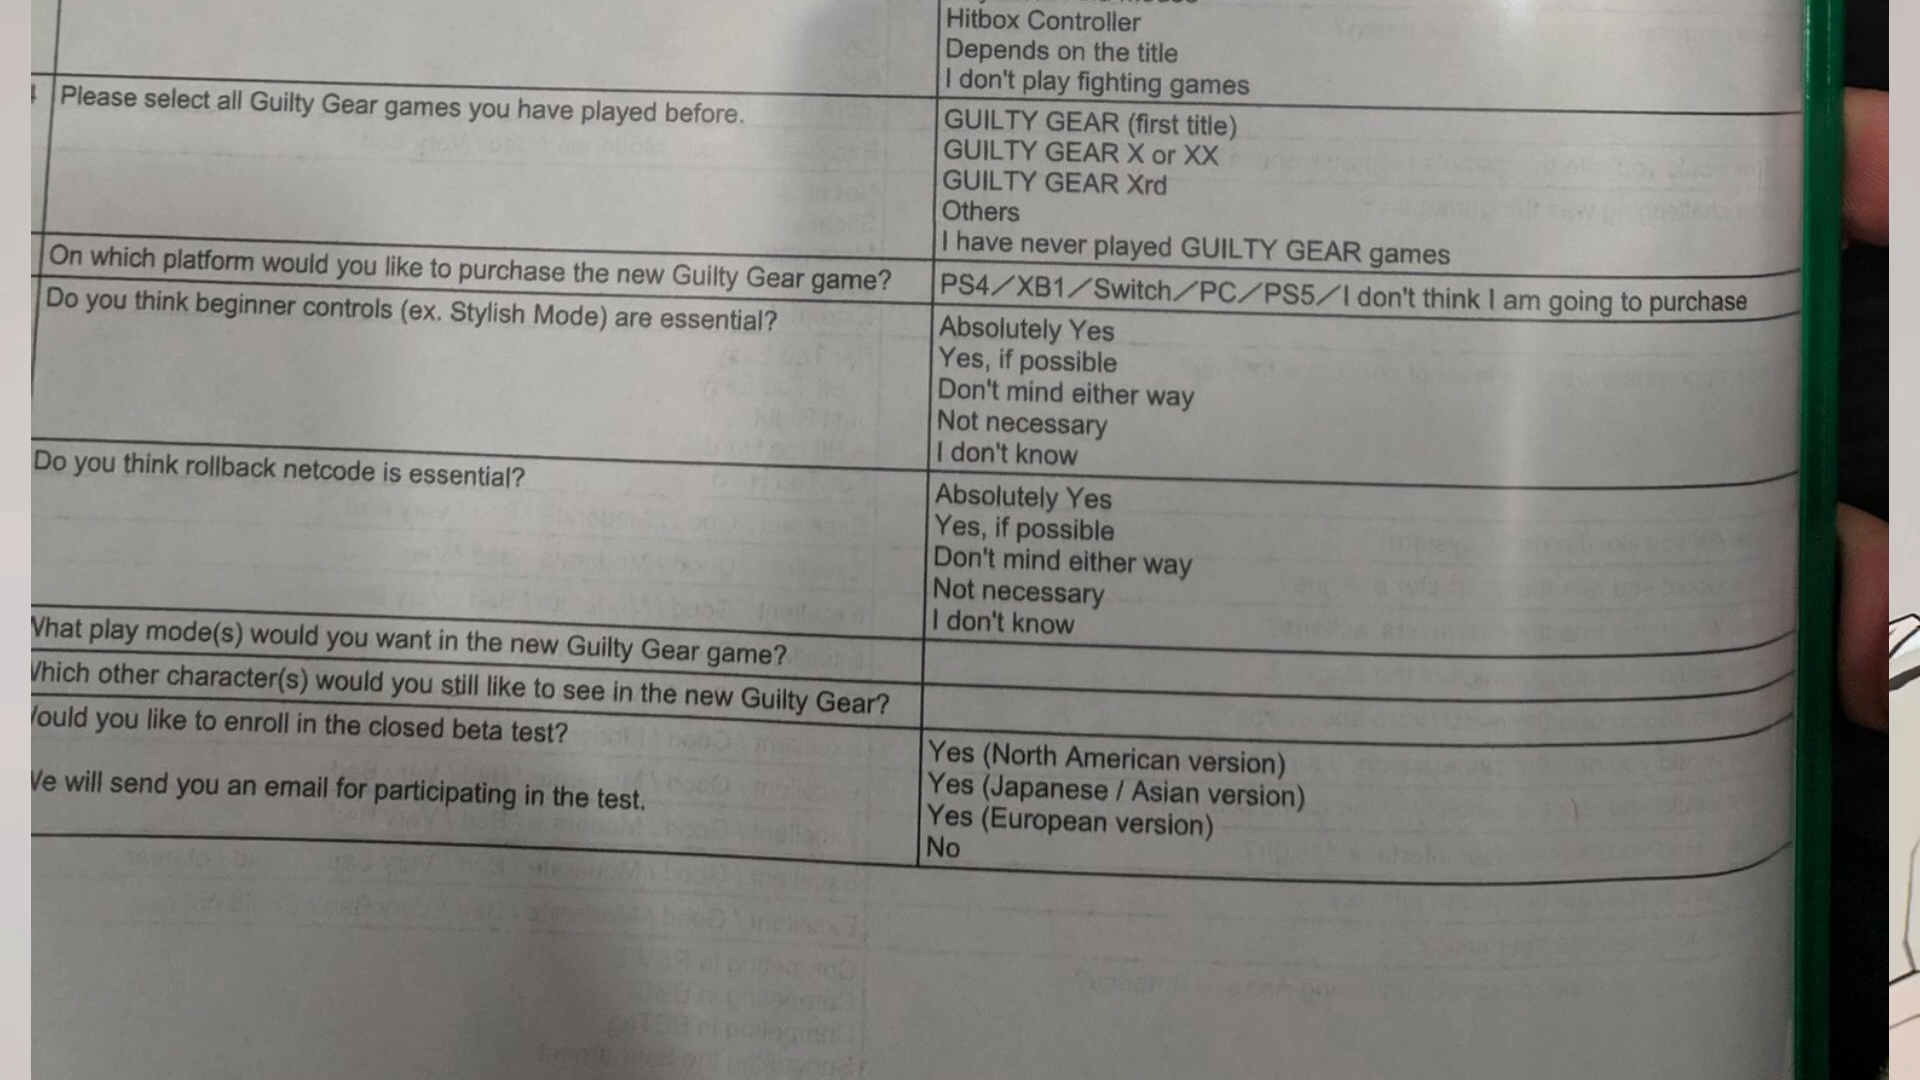 Hitbox Controller
Depends on the title
I don't play fighting games
Please select all Guilty Gear games you have played before.
GUILTY GEAR (first title)
GUILTY GEAR X or XX
GUILTY GEAR Xrd
Others
I have never played GUILTY GEAR games
On which platform would you like to purchase the new Guilty Gear game?
PS4／XB1／Switch／PC／PS5／I don't think I am going to purchase
Do you think beginner controls (ex. Stylish Mode) are essential?
Absolutely Yes
Yes, if possible
Don't mind either way
Not necessary
I don't know
Do you think rollback netcode is essential?
Absolutely Yes
Yes, if possible
Don't mind either way
Not necessary
I don't know
What play mode(s) would you want in the new Guilty Gear game?
Which other character(s) would you still like to see in the new Guilty Gear?
Would you like to enroll in the closed beta test?
We will send you an email for participating in the test.
Yes (North American version)
Yes (Japanese / Asian version)
Yes (European version)
No